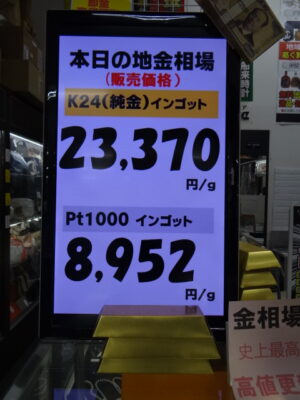 本日の地金相場
(販売価格)
K24(純金)インゴット
23,370
円/g
Pt1000 インゴット
8,952
円/g
金相場
史上最高
高値更